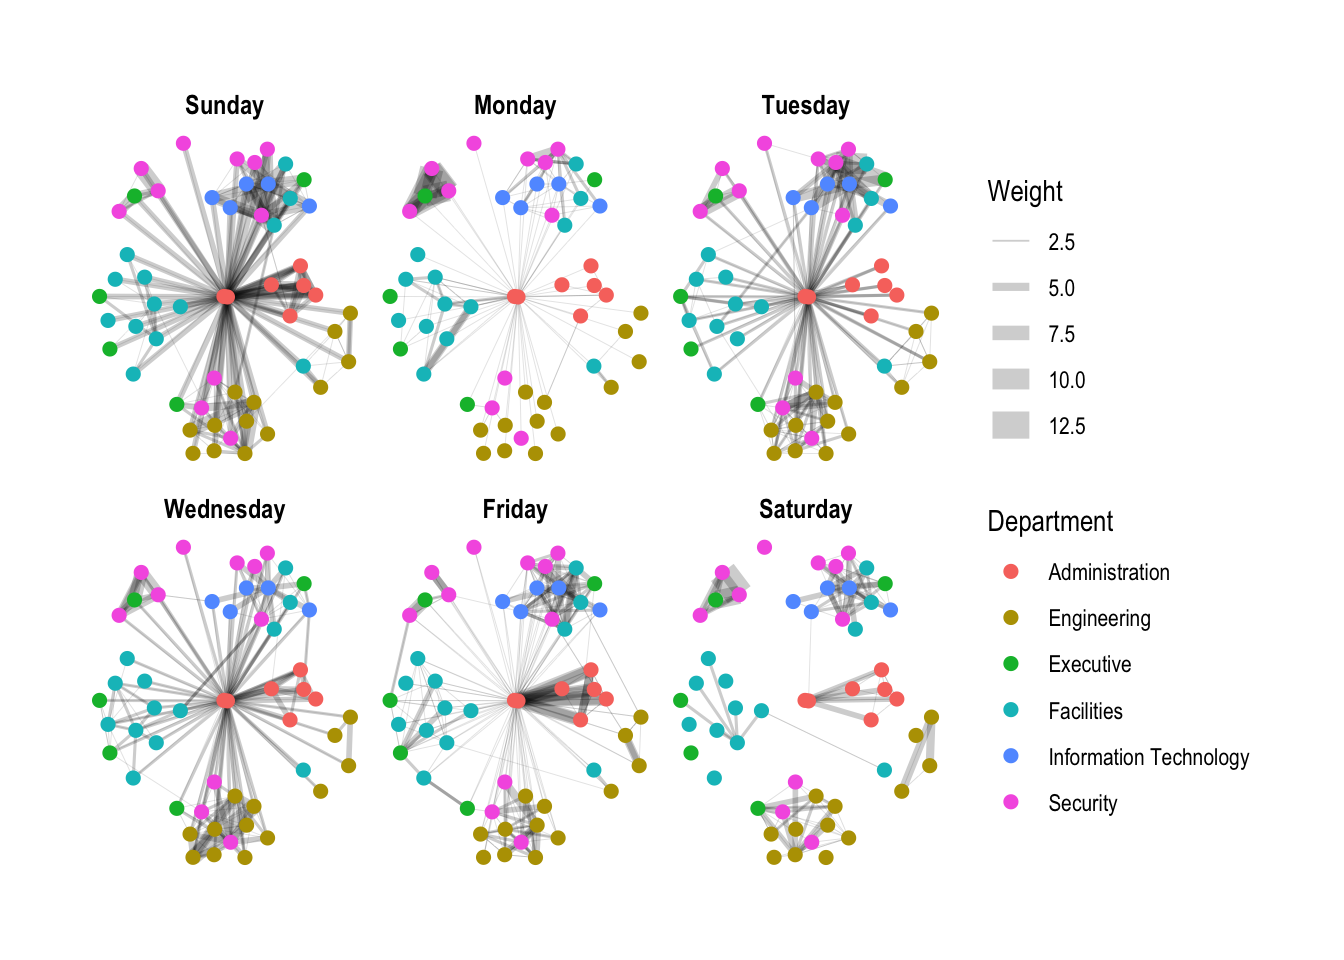 Sunday
Monday
Tuesday
Wednesday
Friday
Saturday
Weight
2.5
5.0
7.5
10.0
12.5
Department
Administration
Engineering
Executive
Facilities
Information Technology
Security